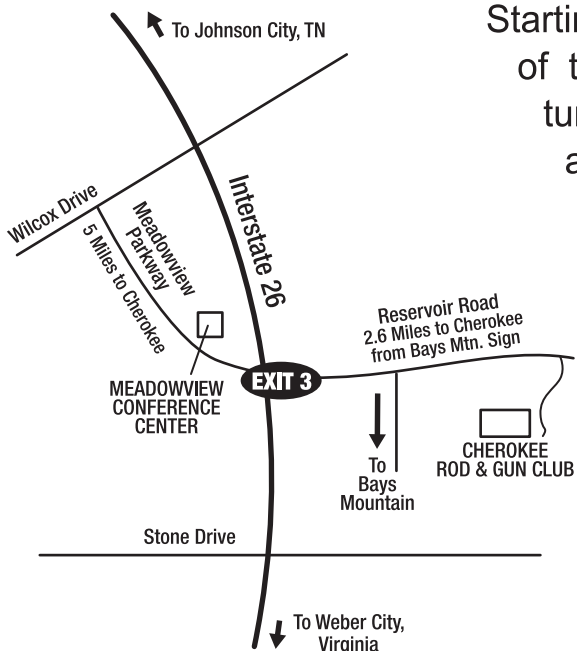 Starting
of t
tur
a
To Johnson City, TN
Wilcox Drive
Meadowview
Parkway
5 Miles to Cherokee
Interstate 26
Reservoir Road
2.6 Miles to Cherokee
from Bays Mtn. Sign
EXIT 3
MEADOWVIEW
CONFERENCE
CENTER
To
Bays
Mountain
CHEROKEE
ROD & GUN CLUB
Stone Drive
To Weber City,
Virginia